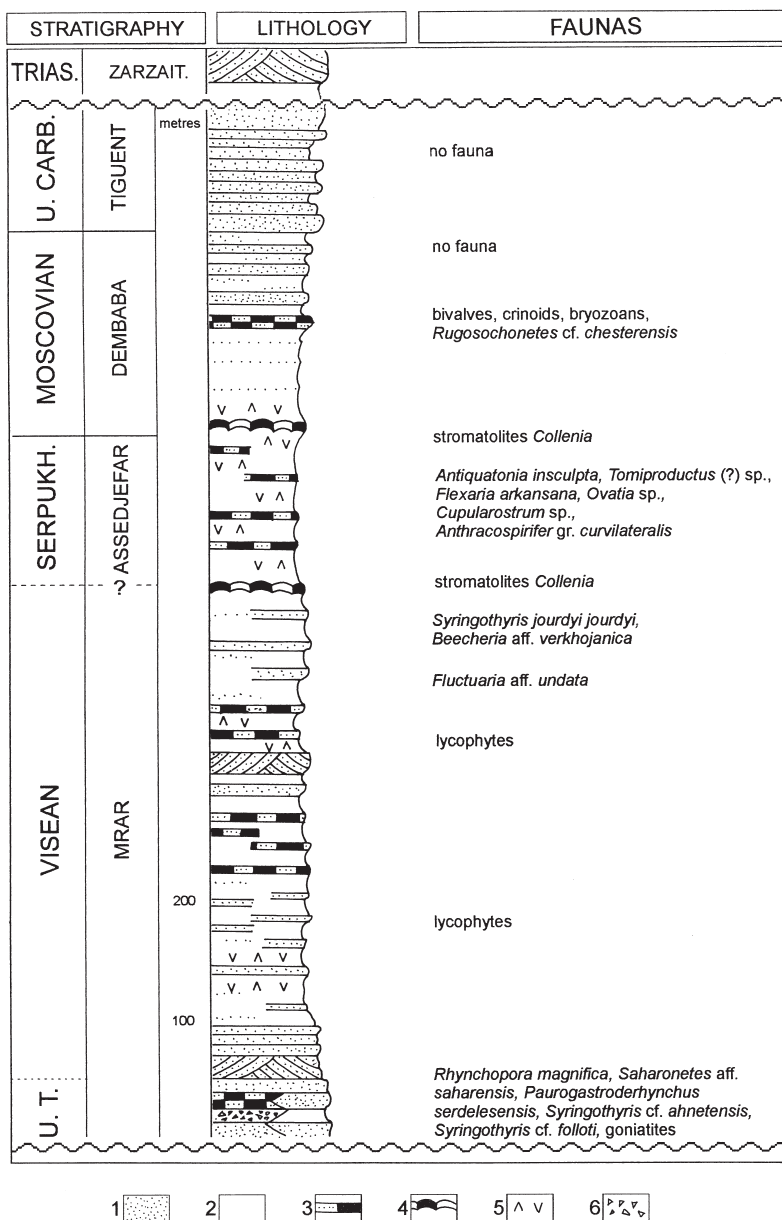 STRATIGRAPHY LITHOLOGY FAUNAS
TRIAS. ZARZAIT.
metres
U. CARB. TIGUENT
no fauna
MOSCOVIAN DEMBABA
no fauna
bivalves, crinoids, bryozoans,
Rugosochonetes cf. chesterensis
stromatolites Collenia
SERPUKH. ASSEDJEFAR
Antiquatonia insculpta, Tomiproductus (?) sp.,
Flexaria arkansana, Ovatia sp.,
Cupularostrum sp.,
Anthracospirifer gr. curvilateralis
?
stromatolites Collenia
VISEAN MRAR
Syringothyris jourdyi jourdyi,
Beecheria aff. verkhojanica
Fluctuaria aff. undata
lycophytes
200
lycophytes
100
U. T.
Rhynchopora magnifica, Saharonetes aff.
saharensis, Paurogastroderhynchus
serdelesensis, Syringothyris cf. ahnetensis,
Syringothyris cf. folloti, goniatites
1 2 3 4 5 6